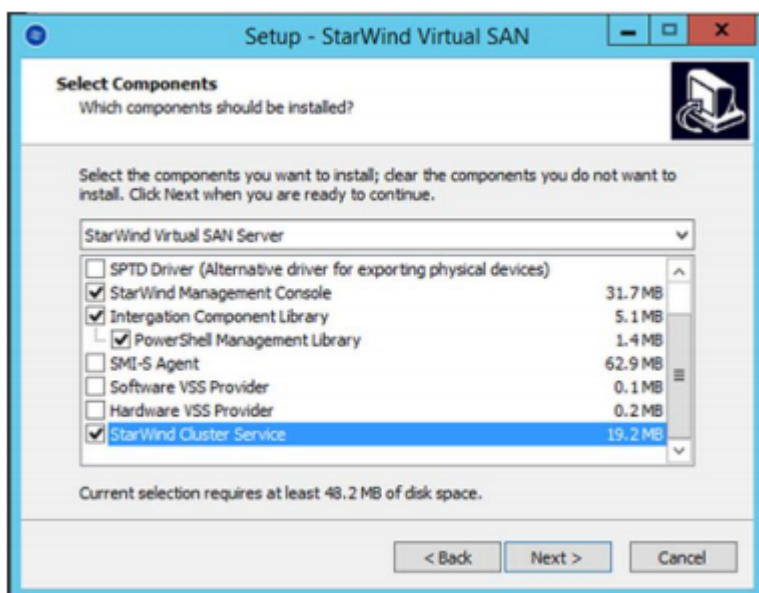 Setup - StarWind Virtual SAN
Select Components
Which components should be installed?
Select the components you want to install; clear the components you do not want to
install. Click Next when you are ready to continue.
StarWind Virtual SAN Server
SPTD Driver (Alternative driver for exporting physical devices)
StarWind Management Console 31.7 MB
Intergation Component Library 5.1 MB
PowerShell Management Library 1.4 MB
SMI-S Agent 62.9 MB
Software VSS Provider 0.1 MB
Hardware VSS Provider 0.2 MB
StarWind Cluster Service 19.2 MB
Current selection requires at least 48.2 MB of disk space.
< Back Next > Cancel